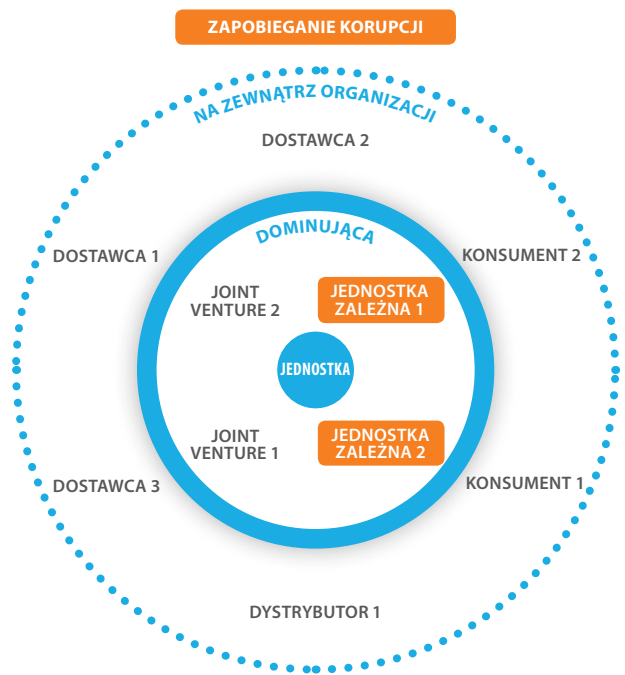 ZAPOBIEGANIE KORUPCJI
NA ZEWNĄTRZ ORGANIZACJI
DOSTAWCA 2
DOMINUJĄCA
DOSTAWCA 1
KONSUMENT 2
JOINT
VENTURE 2
JEDNOSTKA
ZALEŻNA 1
JEDNOSTKA
JOINT
VENTURE 1
JEDNOSTKA
ZALEŻNA 2
DOSTAWCA 3
KONSUMENT 1
DYSTRYBUTOR 1